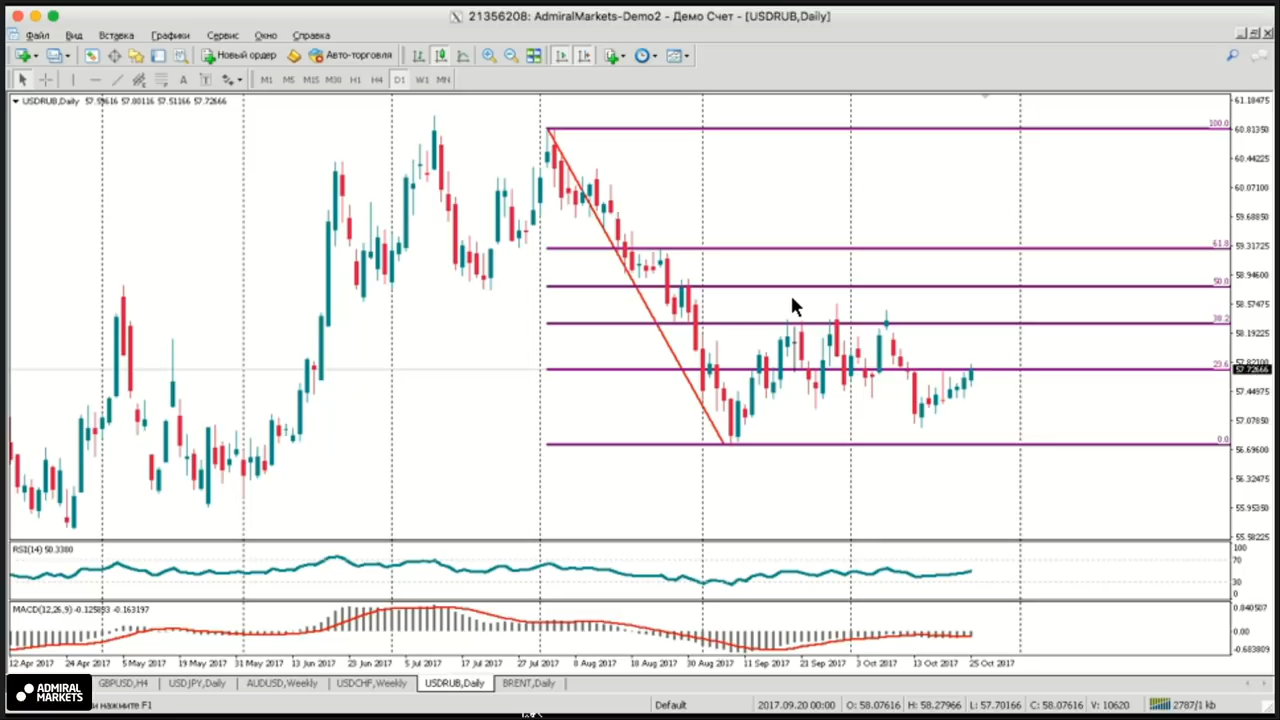 21356208: AdmiralMarkets-Demo2 - Демо Счет - [USDRUB,Daily]
Файл Вид Вставка Графики Сервис Окно Справка
Новый ордер Авто-торговля
M1 M5 M15 M30 H1 H4 D1 W1 MN
USDRUB,Daily 57.80116 57.51166 57.72666
61.18475
100.0
60.81350
60.44225
60.07100
59.68850
61.8
59.31725
58.94600
50.0
58.57475
38.2
58.19225
57.82100
23.6
57.72666
57.44975
57.07850
0.0
56.69600
56.32475
55.95350
55.58225
RSI(14) 50.3380
100
70
30
0
MACD(12,26,9) -0.125893 -0.163197
0.840507
0.00
-0.683809
12 Apr 2017 24 Apr 2017 5 May 2017 19 May 2017 31 May 2017 13 Jun 2017 23 Jun 2017 5 Jul 2017 17 Jul 2017 27 Jul 2017 8 Aug 2017 18 Aug 2017 30 Aug 2017 11 Sep 2017 21 Sep 2017 3 Oct 2017 13 Oct 2017 25 Oct 2017
GBPUSD,H4 USDJPY,Daily AUDUSD,Weekly USDCHF,Weekly USDRUB,Daily BRENT,Daily
ADMIRAL
MARKETS
нажмите F1 Default 2017.09.20 00:00 O: 58.07616 H: 58.27966 L: 57.70166 C: 58.07616 V: 10620 2787/1 kb